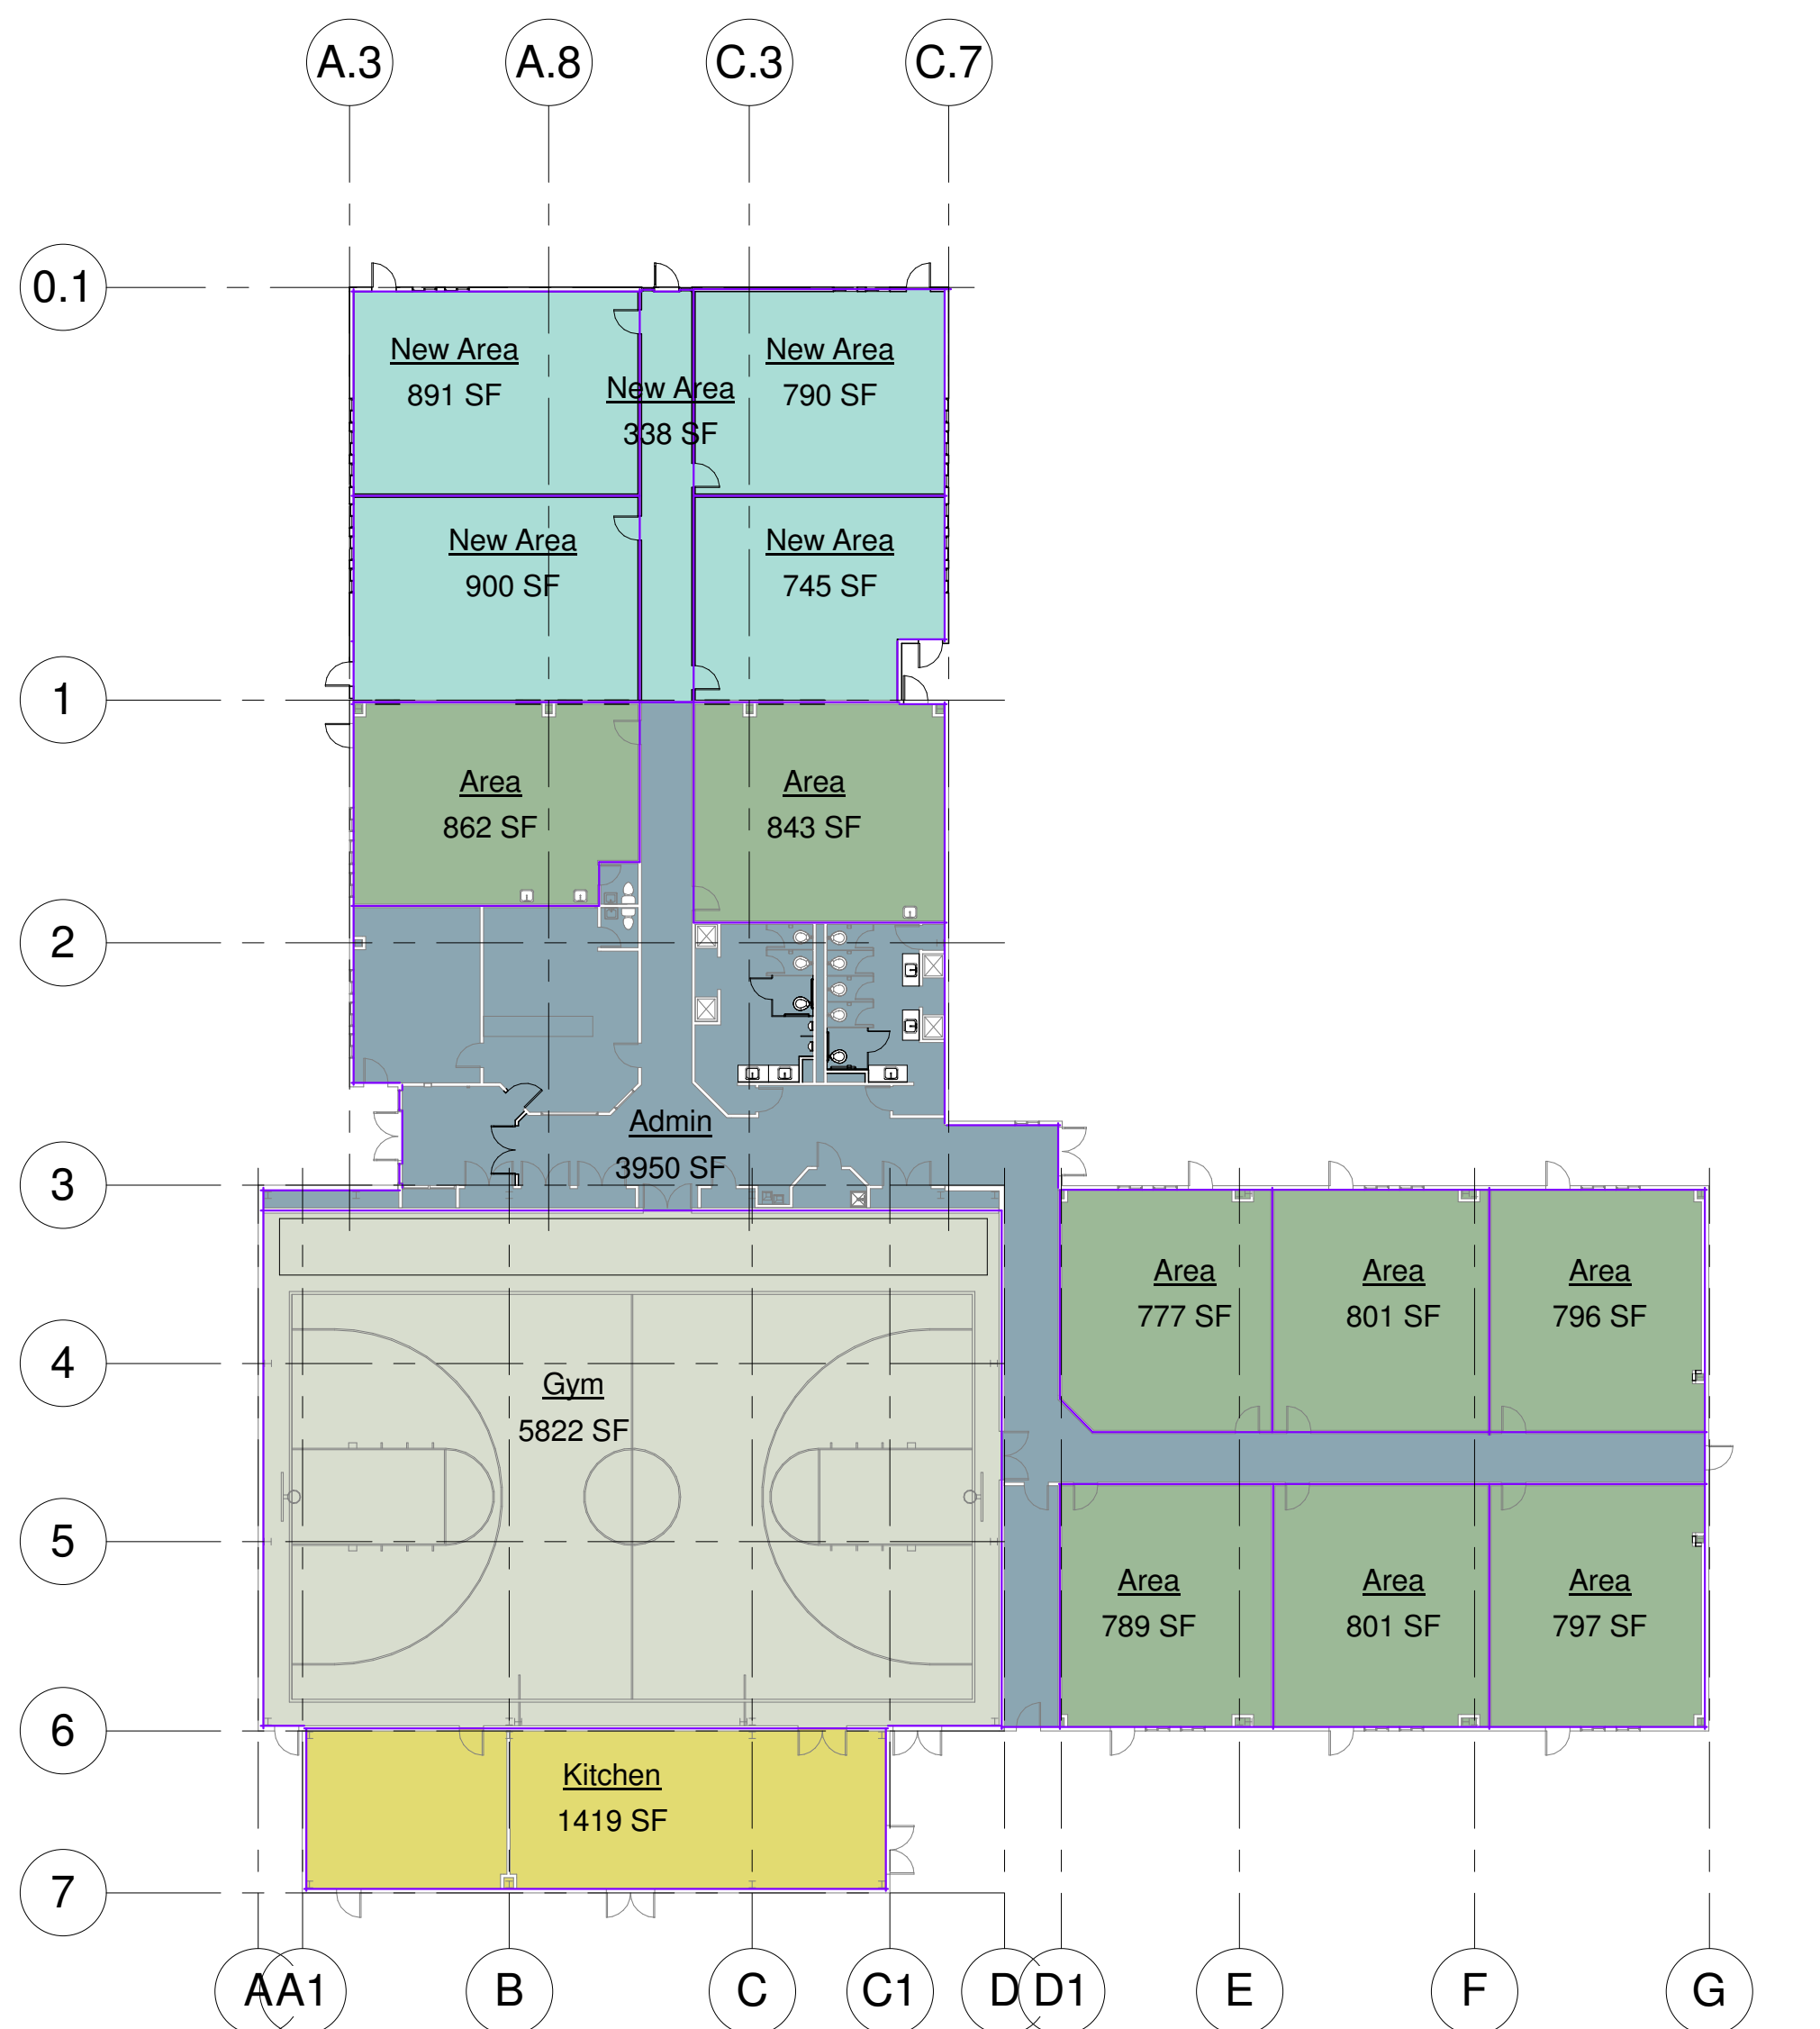 A.3 A.8 C.3 C.7
0.1
New Area
891 SF
New Area
338 SF
New Area
790 SF
New Area
900 SF
New Area
745 SF
1
Area
862 SF
Area
843 SF
2
Admin
3950 SF
3
Area
777 SF
Area
801 SF
Area
796 SF
4
Gym
5822 SF
5
Area
789 SF
Area
801 SF
Area
797 SF
6
Kitchen
1419 SF
7
A A1 B C C1 D D1 E F G